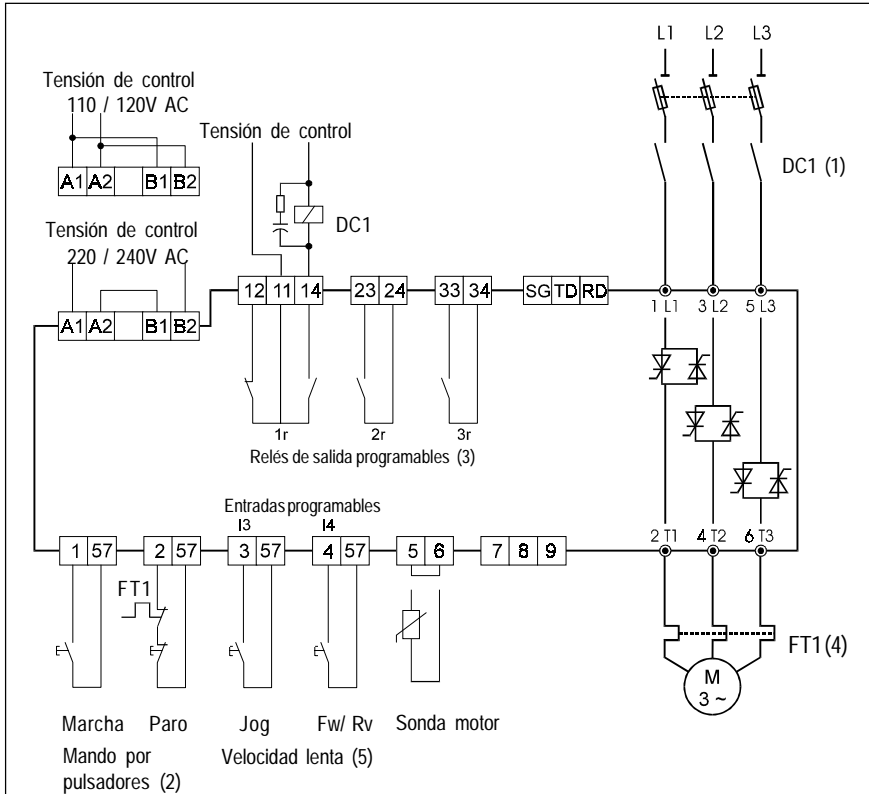 L1 L2 L3
Tensión de control
110 / 120V AC
Tensión de control
A1 A2 B1 B2
DC1 (1)
DC1
Tensión de control
220 / 240V AC
12 11 14 23 24 33 34 SG TD RD
A1 A2 B1 B2
1 L1 3 L2 5 L3
1r 2r 3r
Relés de salida programables (3)
Entradas programables
I3 I4
1 57 2 57 3 57 4 57 5 6 7 8 9
2 T1 4 T2 6 T3
FT1
FT1 (4)
M
3 ~
Marcha Paro Jog Fw/ Rv Sonda motor
Mando por
pulsadores (2)
Velocidad lenta (5)